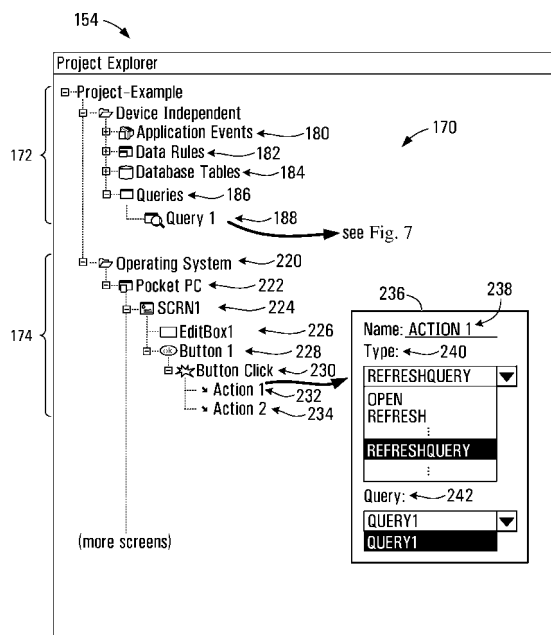 154
Project Explorer
Project-Example
Device Independent
Application Events 180
170
172
Data Rules 182
Database Tables 184
Queries 186
Query 1 188
see Fig. 7
Operating System 220
Pocket PC 222
174
SCRN1 224
EditBox1 226
Button 1 228
Button Click 230
Action 1 232
Action 2 234
236
238
Name: ACTION 1
Type: 240
REFRESHQUERY
OPEN
REFRESH
REFRESHQUERY
Query: 242
QUERY1
QUERY1
(more screens)